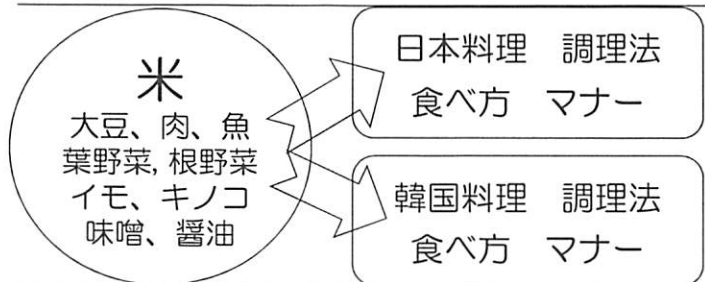 米
大豆、肉、魚
葉野菜,根野菜
イモ、キノコ
味噌、醤油
日本料理　調理法
食べ方　マナー
韓国料理　調理法
食べ方　マナー